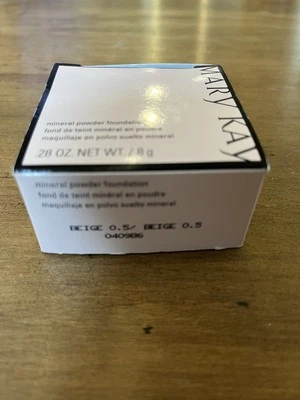 MARY KAY
mineral powder foundation
fond de teint minéral en poudre
maquillaje en polvo suelto mineral
.28 OZ. NET WT. / 8 g
mineral powder foundation
fond de teint minéral en poudre
maquillaje en polvo suelto mineral
BEIGE 0.5/ BEIGE 0.5
040986